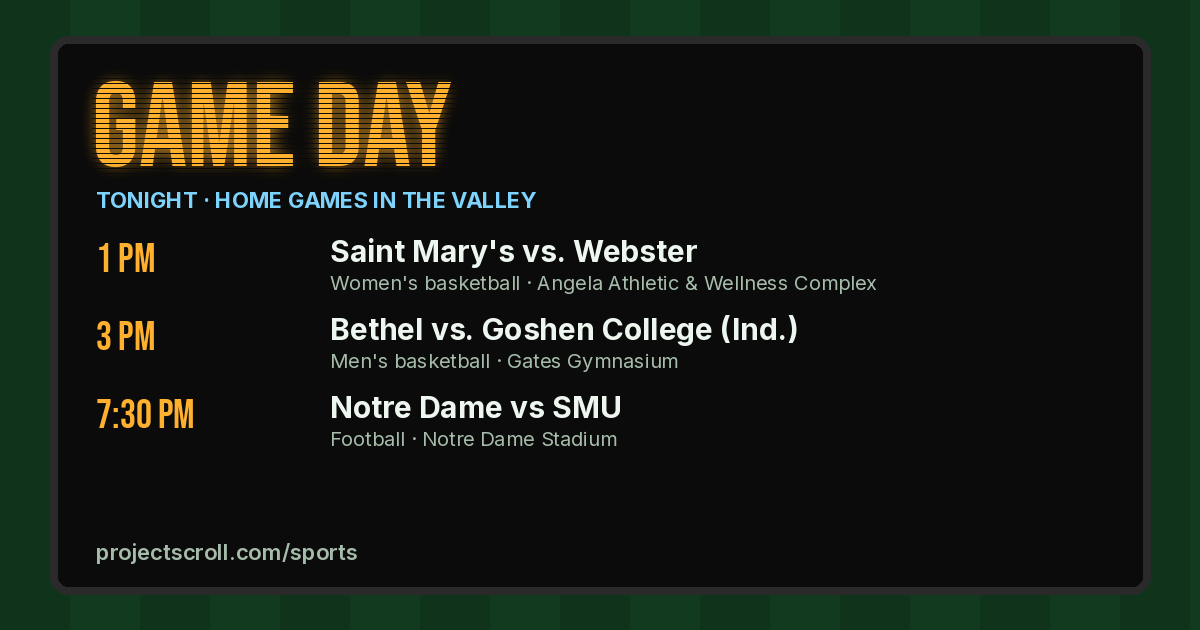 GAME DAY
TONIGHT · HOME GAMES IN THE VALLEY
1 PM
Saint Mary's vs. Webster
Women's basketball · Angela Athletic & Wellness Complex
3 PM
Bethel vs. Goshen College (Ind.)
Men's basketball · Gates Gymnasium
7:30 PM
Notre Dame vs SMU
Football · Notre Dame Stadium
projectscroll.com/sports